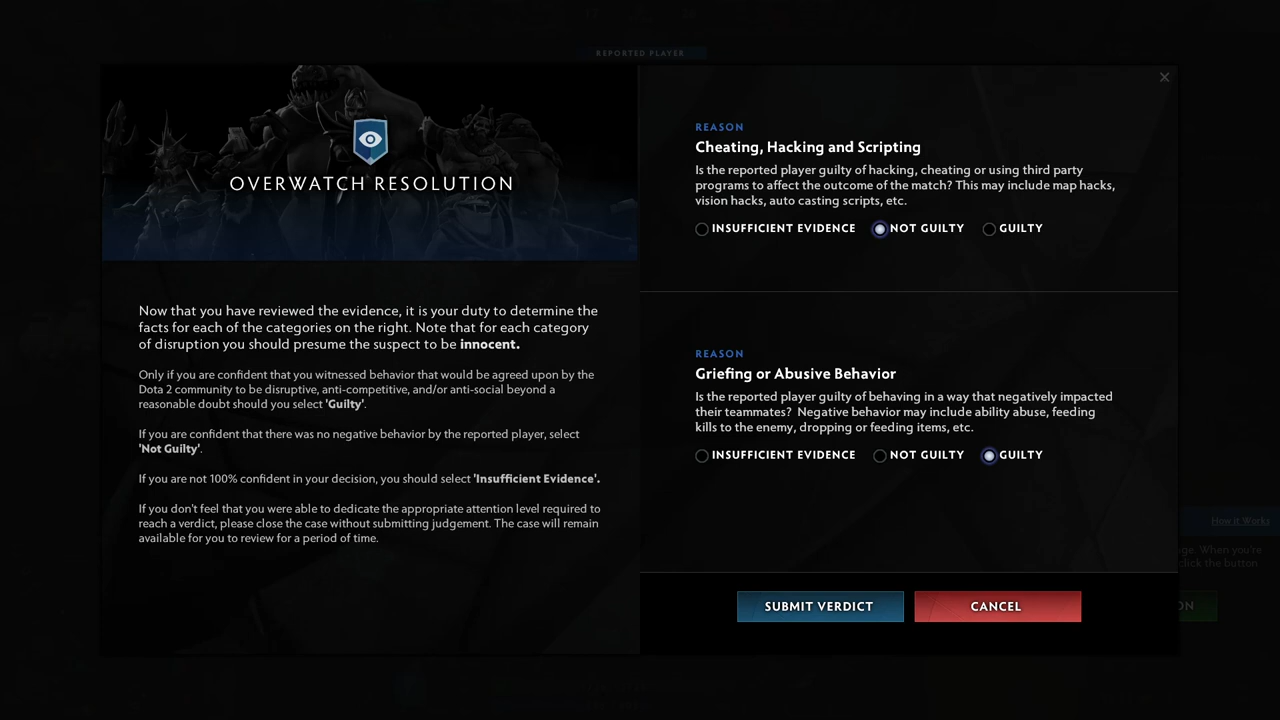 REPORTED PLAYER
OVERWATCH RESOLUTION
Now that you have reviewed the evidence, it is your duty to determine the
facts for each of the categories on the right. Note that for each category
of disruption you should presume the suspect to be innocent.
Only if you are confident that you witnessed behavior that would be agreed upon by the
Dota 2 community to be disruptive, anti-competitive, and/or anti-social beyond a
reasonable doubt should you select 'Guilty'.
If you are confident that there was no negative behavior by the reported player, select
'Not Guilty'.
If you are not 100% confident in your decision, you should select 'Insufficient Evidence'.
If you don't feel that you were able to dedicate the appropriate attention level required to
reach a verdict, please close the case without submitting judgement. The case will remain
available for you to review for a period of time.
REASON
Cheating, Hacking and Scripting
Is the reported player guilty of hacking, cheating or using third party
programs to affect the outcome of the match? This may include map hacks,
vision hacks, auto casting scripts, etc.
INSUFFICIENT EVIDENCE NOT GUILTY GUILTY
REASON
Griefing or Abusive Behavior
Is the reported player guilty of behaving in a way that negatively impacted
their teammates? Negative behavior may include ability abuse, feeding
kills to the enemy, dropping or feeding items, etc.
INSUFFICIENT EVIDENCE NOT GUILTY GUILTY
SUBMIT VERDICT CANCEL
How it Works
When you're
click the button
ON